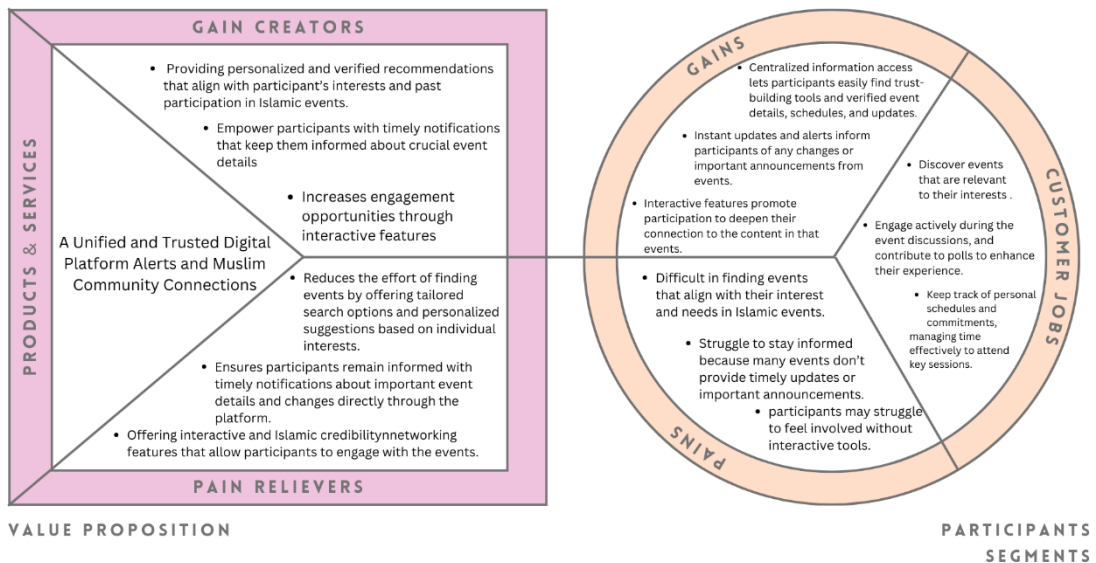 GAIN CREATORS
• Providing personalized and verified recommendations
that align with participant's interests and past
participation in Islamic events.
• Empower participants with timely notifications
that keep them informed about crucial event
details
• Increases engagement
opportunities through
interactive features
PRODUCTS & SERVICES
A Unified and Trusted Digital
Platform Alerts and Muslim
Community Connections
• Reduces the effort of finding
events by offering tailored
search options and personalized
suggestions based on individual
interests.
• Ensures participants remain informed with
timely notifications about important event
details and changes directly through the
platform.
• Offering interactive and Islamic credibilitynnetworking
features that allow participants to engage with the events.
PAIN RELIEVERS
VALUE PROPOSITION
GAINS
• Centralized information access
lets participants easily find trust-
building tools and verified event
details, schedules, and updates.
• Instant updates and alerts inform
participants of any changes or
important announcements from
events.
• Interactive features promote
participation to deepen their
connection to the content in that
events.
CUSTOMER JOBS
• Discover events
that are relevant
to their interests .
• Engage actively during the
event discussions, and
contribute to polls to enhance
their experience.
• Keep track of personal
schedules and
commitments,
managing time
effectively to attend
key sessions.
• Difficult in finding events
that align with their interest
and needs in Islamic events.
• Struggle to stay informed
because many events don't
provide timely updates or
important announcements.
• participants may struggle
to feel involved without
interactive tools.
PAINS
PARTICIPANTS
SEGMENTS